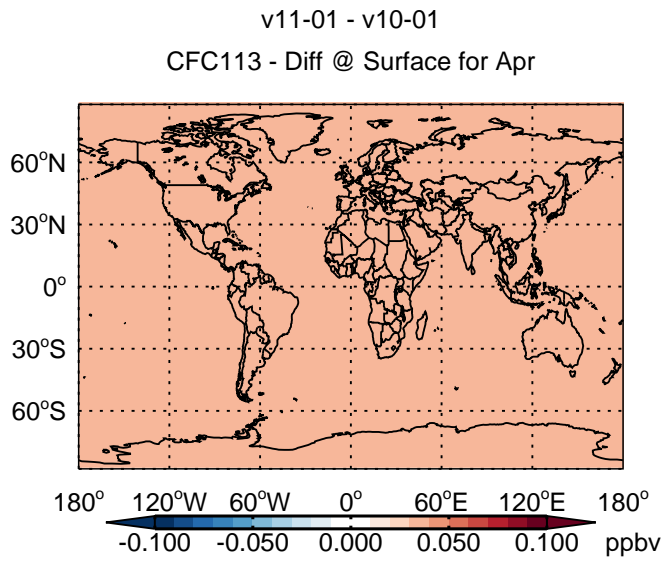 v11-01 - v10-01
CFC113 - Diff @ Surface for Apr
60°N
30°N
0°
30°S
60°S
180° 120°W 60°W 0° 60°E 120°E 180°
-0.100 -0.050 0.000 0.050 0.100 ppbv